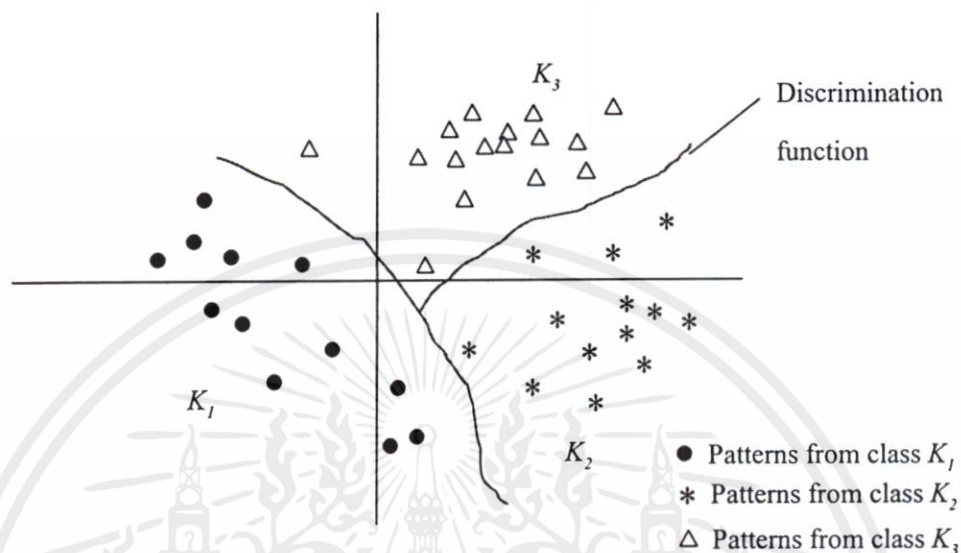 K₃
Discrimination
function
K₁
K₂
Patterns from class K₁
Patterns from class K₂
Patterns from class K₃